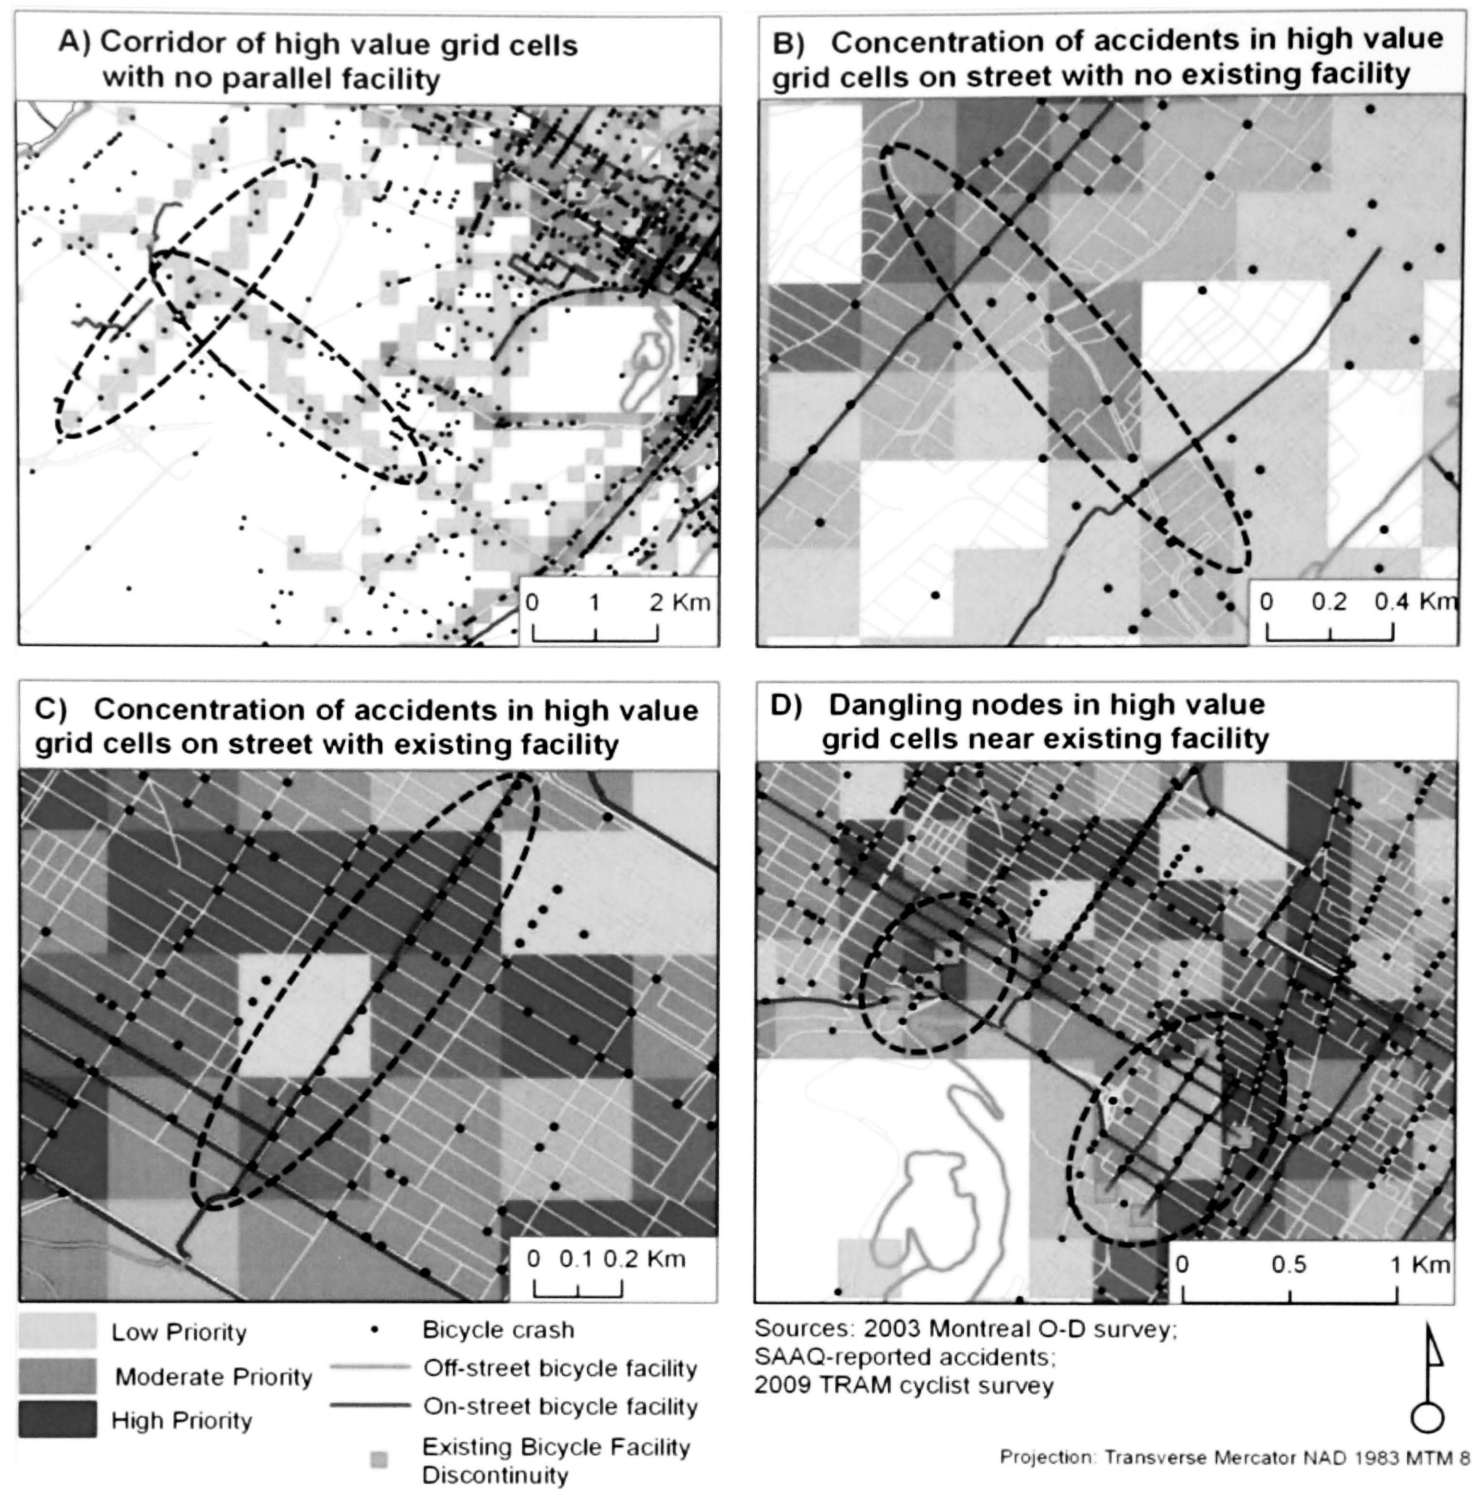 A) Corridor of high value grid cells
with no parallel facility
B) Concentration of accidents in high value
grid cells on street with no existing facility
0 1 2 Km
0 0.2 0.4 Km
C) Concentration of accidents in high value
grid cells on street with existing facility
D) Dangling nodes in high value
grid cells near existing facility
0 0.1 0.2 Km
0 0.5 1 Km
Low Priority
Moderate Priority
High Priority
Bicycle crash
Off-street bicycle facility
On-street bicycle facility
Existing Bicycle Facility
Discontinuity
Sources: 2003 Montreal O-D survey;
SAAQ-reported accidents;
2009 TRAM cyclist survey
Projection: Transverse Mercator NAD 1983 MTM 8